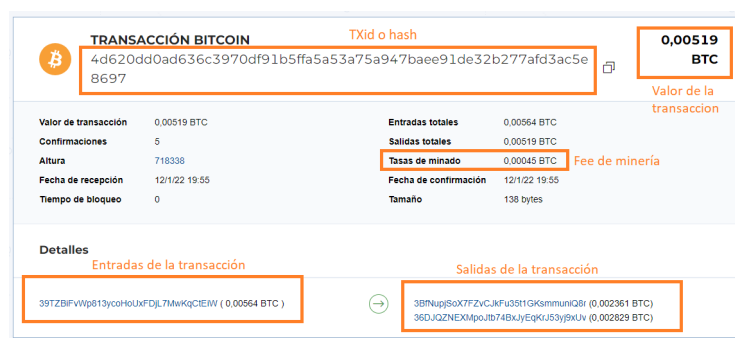 TRANSACCIÓN BITCOIN
TXid o hash
4d620dd0ad636c3970df91b5ffa5a53a75a947baee91de32b277afd3ac5e
8697
0,00519
BTC
Valor de la
transaccion
Valor de transacción 0,00519 BTC Entradas totales 0,00564 BTC
Confirmaciones 5 Salidas totales 0,00519 BTC
Altura 718338 Tasas de minado 0,00045 BTC Fee de minería
Fecha de recepción 12/1/22 19:55 Fecha de confirmación 12/1/22 19:55
Tiempo de bloqueo 0 Tamaño 138 bytes
Detalles
Entradas de la transacción
Salidas de la transacción
39TZBiFvWp813ycoHoUxFDjL7MwKqCtEiW ( 0,00564 BTC )
3BfNupjSoX7FZvCJkFu35t1GKsmmuniQ8r (0,002361 BTC)
36DJQZNEXMpoJtb74BxJyEqKrJ53yj9xUv (0,002829 BTC)